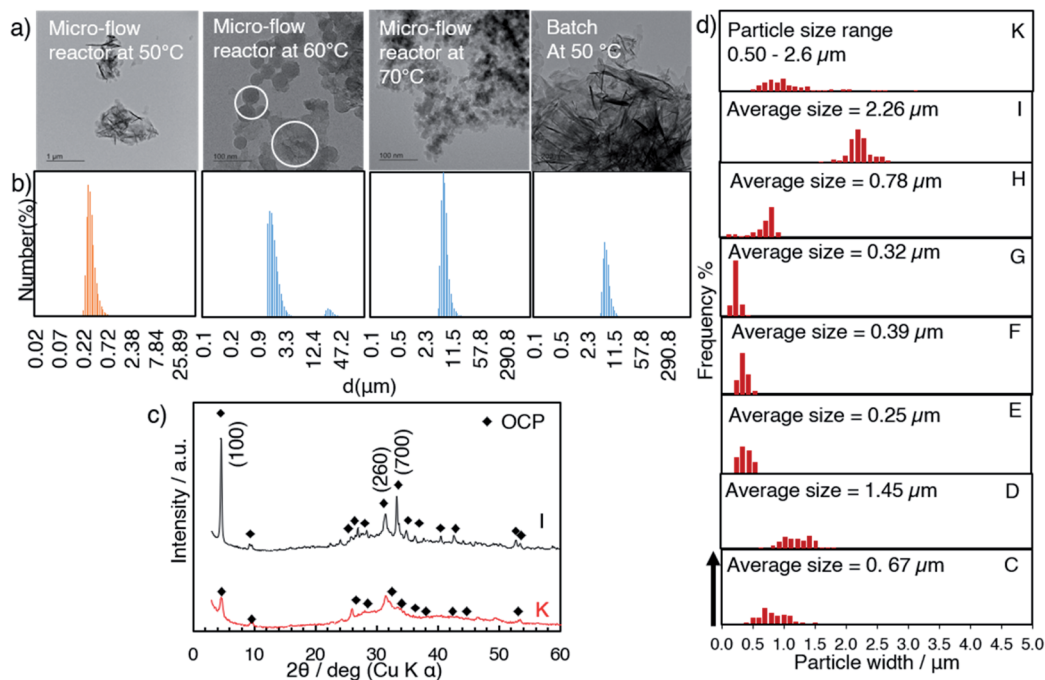 a)
Micro-flow
reactor at 50°C
1 µm
Micro-flow
reactor at 60°C
100 nm
Micro-flow
reactor at
70°C
100 nm
Batch
At 50 °C
b)
Number(%)
0.02 0.07 0.22 0.72 2.38 7.84 25.89
0.1 0.2 0.9 3.3 12.4 47.2
0.1 0.5 2.3 11.5 57.8 290.8
0.1 0.5 2.3 11.5 57.8 290.8
d(µm)
c)
Intensity / a.u.
◆ OCP
(100)
(260)
(700)
I
K
0 10 20 30 40 50 60
2θ / deg (Cu K α)
d)
Frequency %
Particle size range K
0.50 - 2.6 µm
Average size = 2.26 µm I
Average size = 0.78 µm H
Average size = 0.32 µm G
Average size = 0.39 µm F
Average size = 0.25 µm E
Average size = 1.45 µm D
Average size = 0. 67 µm C
0.0 0.5 1.0 1.5 2.0 2.5 3.0 3.5 4.0 4.5 5.0
Particle width / µm